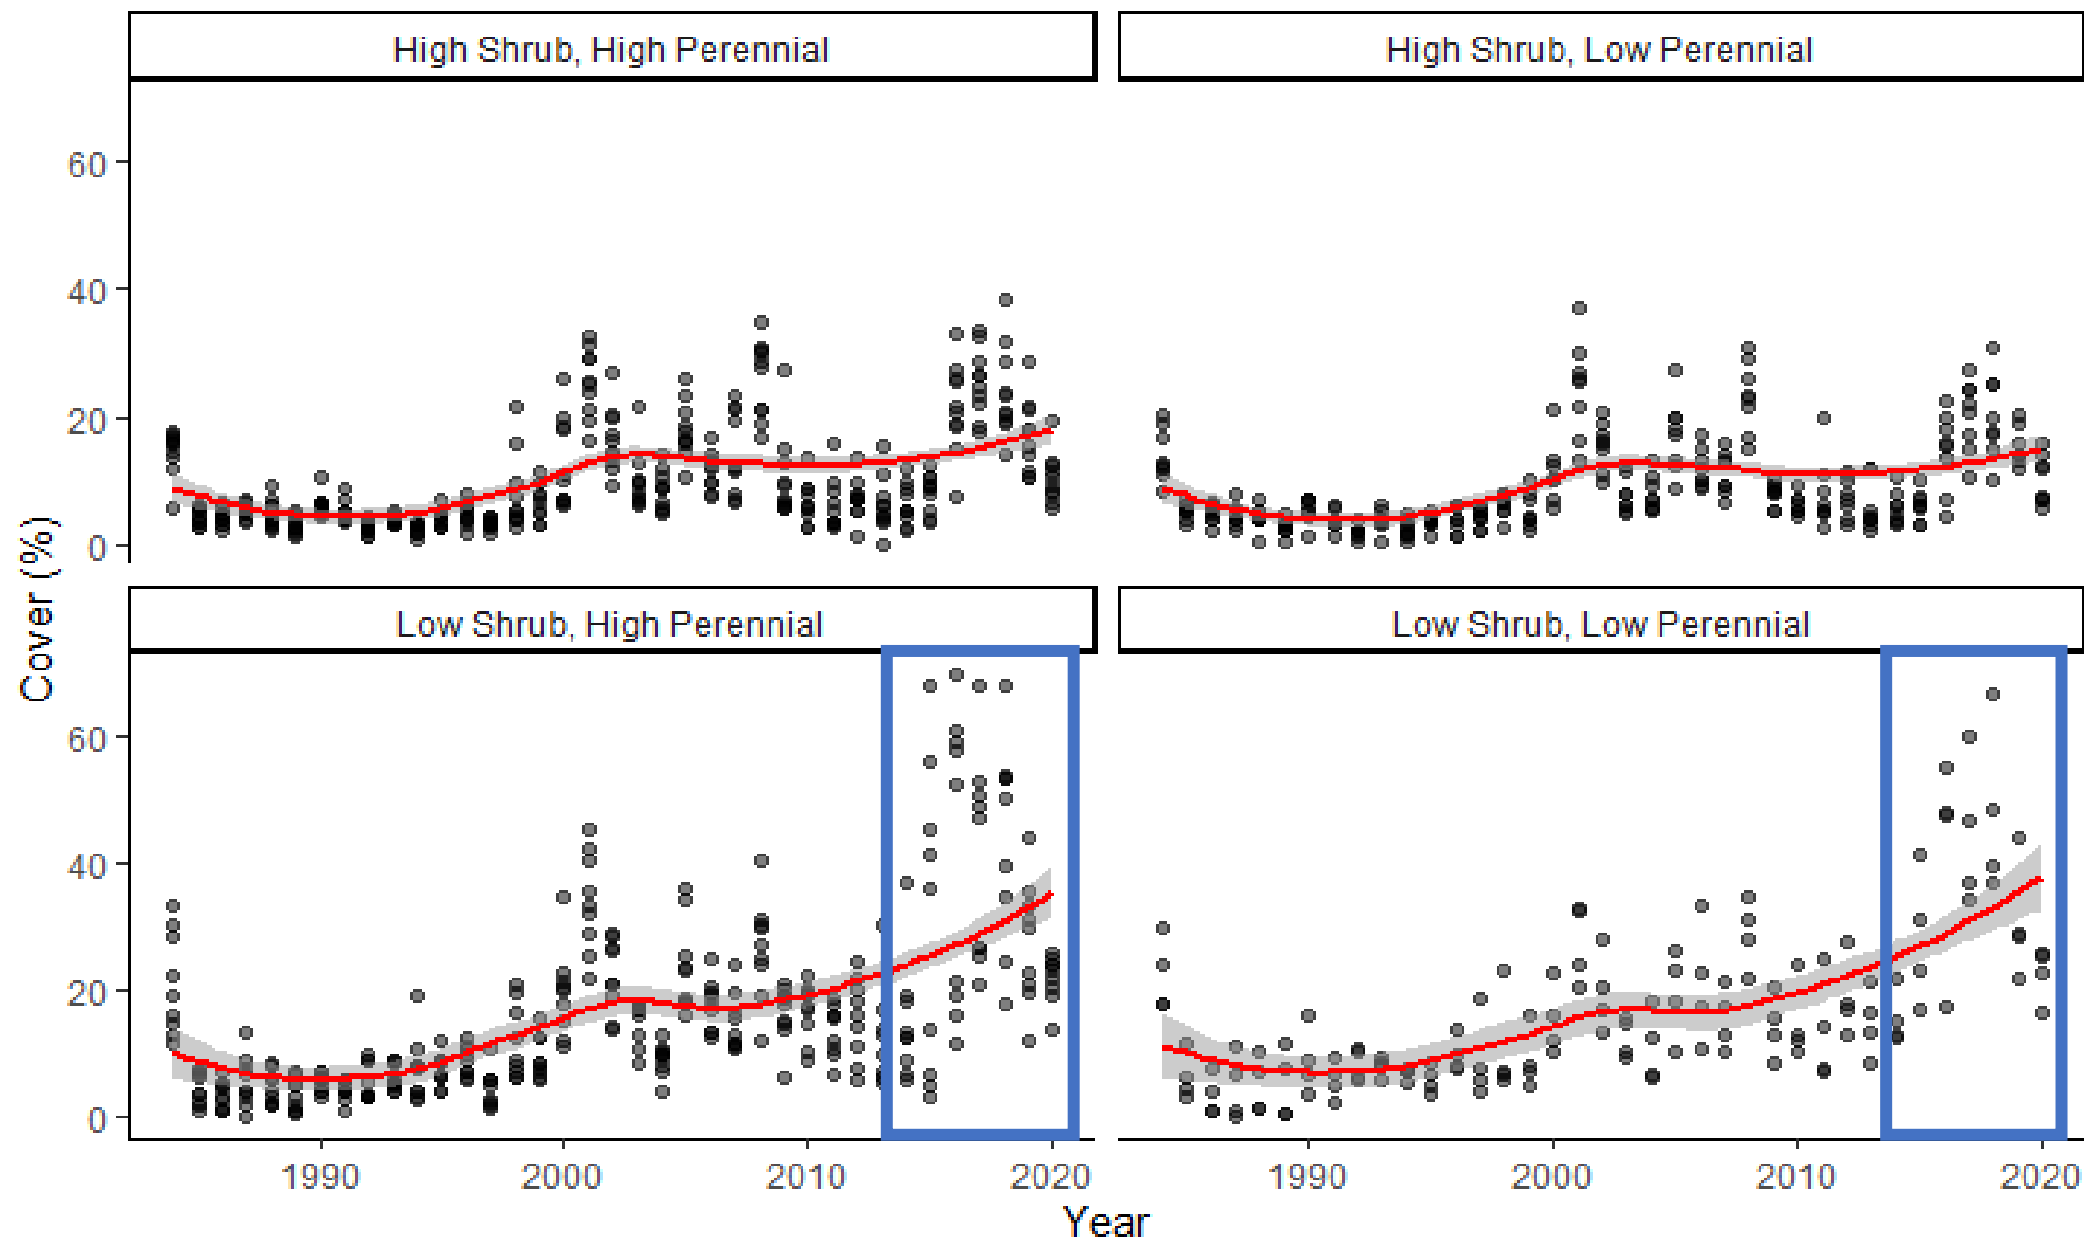 High Shrub, High Perennial
High Shrub, Low Perennial
60
40
20
0
Cover (%)
Low Shrub, High Perennial
Low Shrub, Low Perennial
60
40
20
0
1990 2000 2010 2020
1990 2000 2010 2020
Year